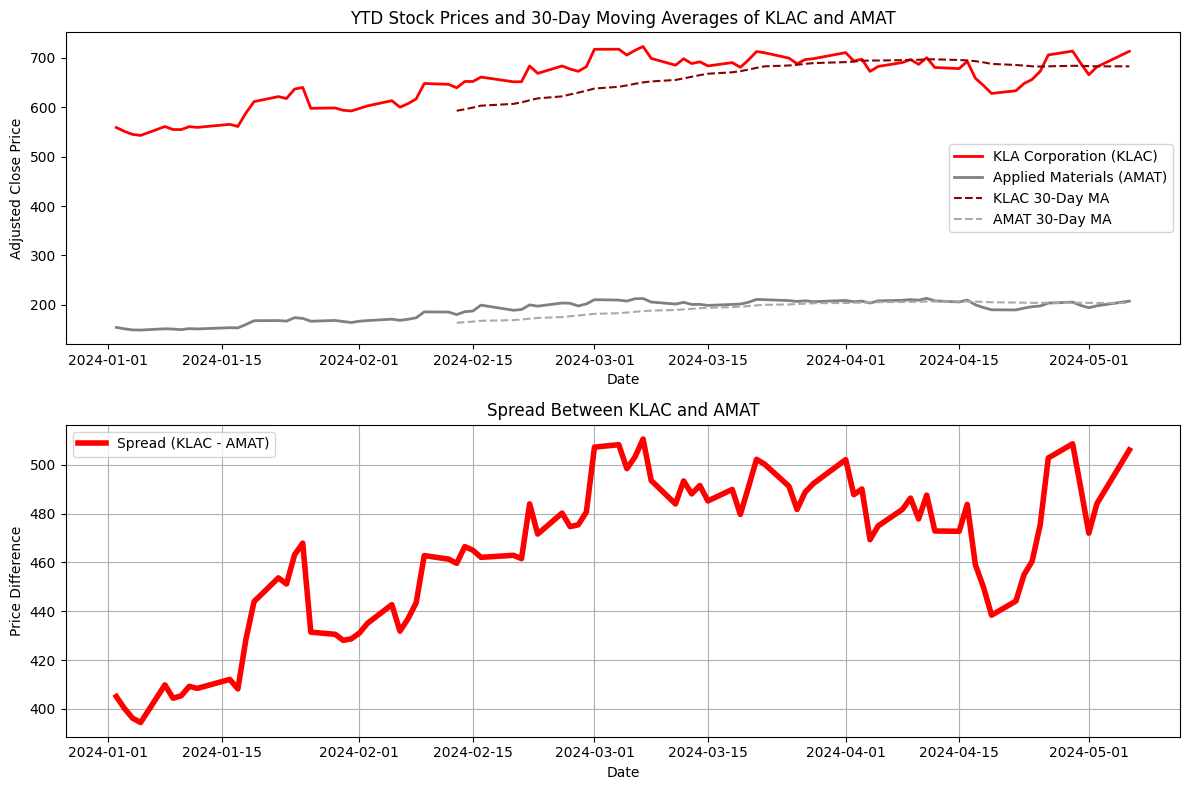 YTD Stock Prices and 30-Day Moving Averages of KLAC and AMAT
Adjusted Close Price
700
600
500
400
300
200
KLA Corporation (KLAC)
Applied Materials (AMAT)
KLAC 30-Day MA
AMAT 30-Day MA
2024-01-01 2024-01-15 2024-02-01 2024-02-15 2024-03-01 2024-03-15 2024-04-01 2024-04-15 2024-05-01
Date
Spread Between KLAC and AMAT
Spread (KLAC - AMAT)
Price Difference
500
480
460
440
420
400
2024-01-01 2024-01-15 2024-02-01 2024-02-15 2024-03-01 2024-03-15 2024-04-01 2024-04-15 2024-05-01
Date